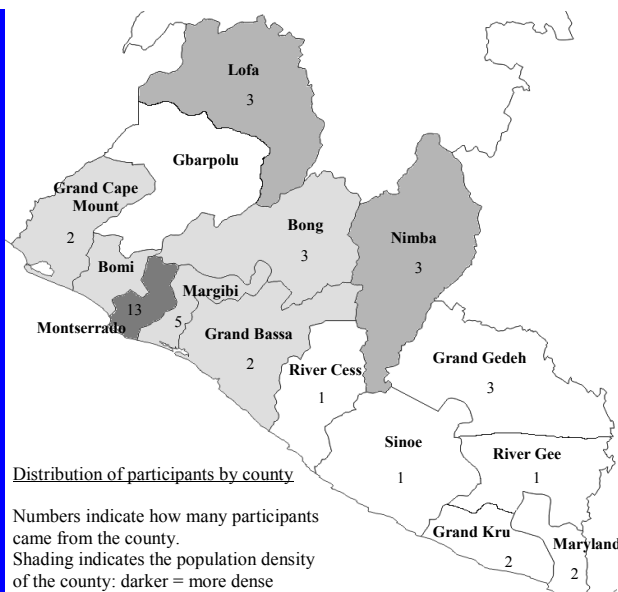 Lofa
3
Gbarpolu
Grand Cape
Mount
2
Bong
3
Nimba
3
Bomi
Margibi
13
5
Montserrado
Grand Bassa
2
River Cess
1
Grand Gedeh
3
Sinoe
1
River Gee
1
Grand Kru
2
Maryland
2
Distribution of participants by county
Numbers indicate how many participants
came from the county.
Shading indicates the population density
of the county: darker = more dense